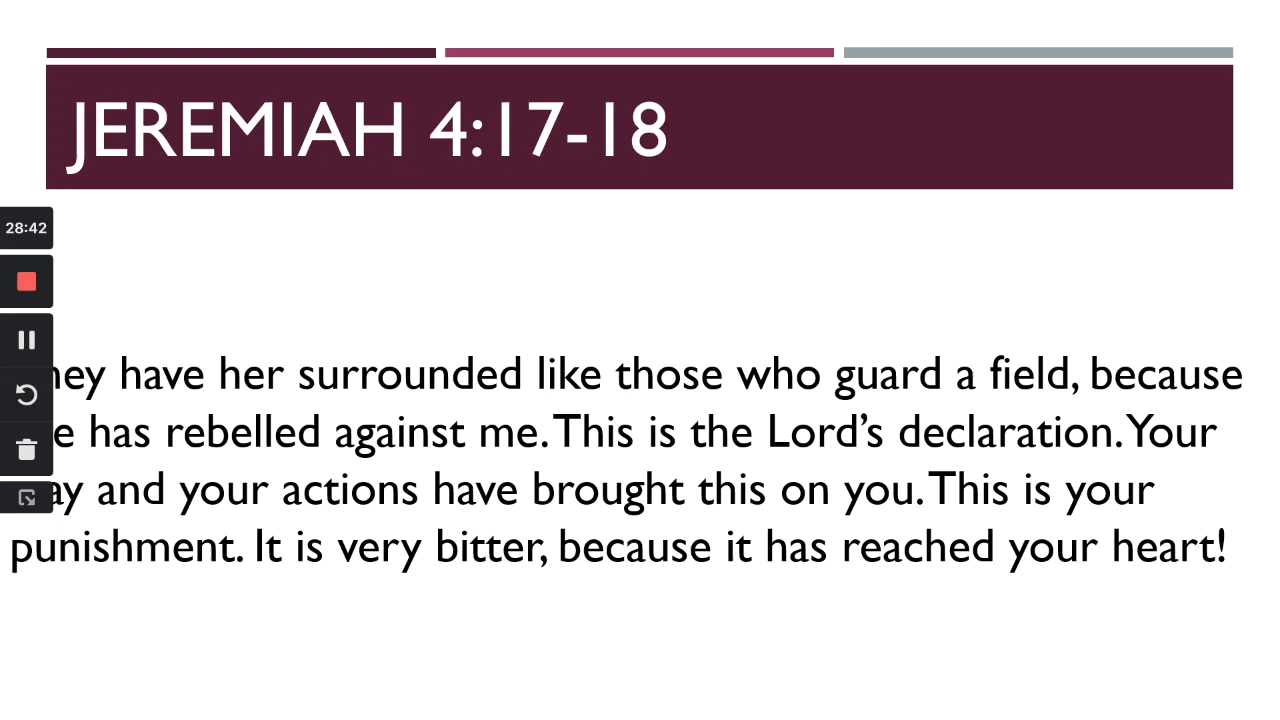 JEREMIAH 4:17-18
28:42
have her surrounded like those who guard a field, because
has rebelled against me. This is the Lord’s declaration. Your
and your actions have brought this on you. This is your
punishment. It is very bitter, because it has reached your heart!